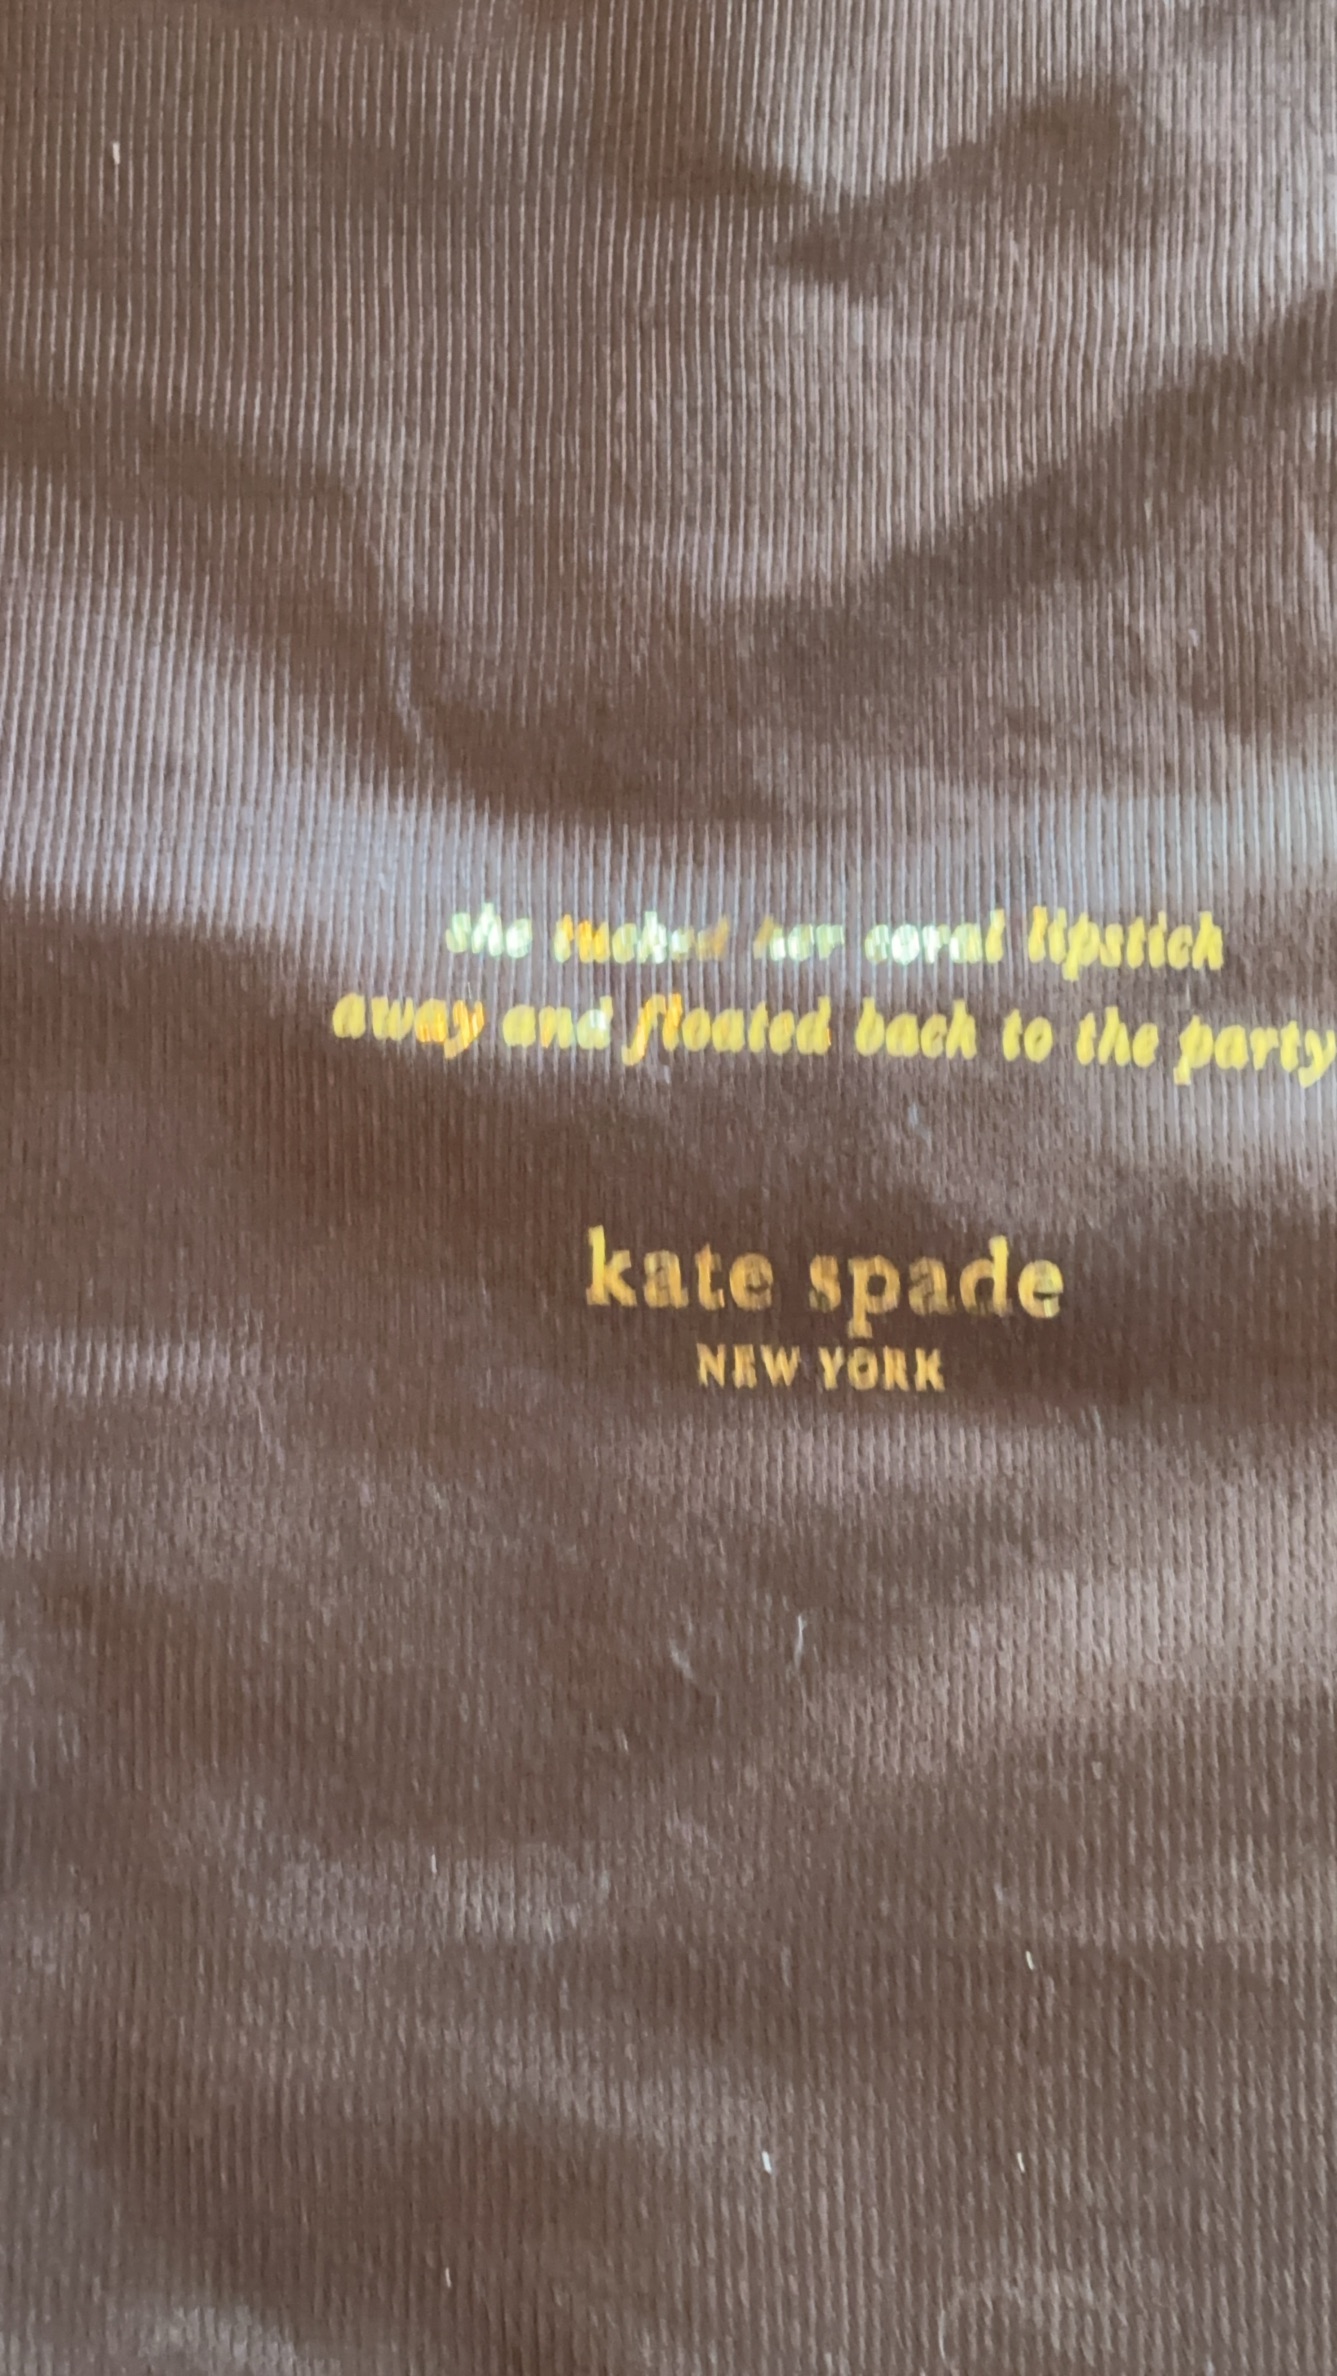 she tucked her coral lipstick
away and floated back to the party
kate spade
NEW YORK